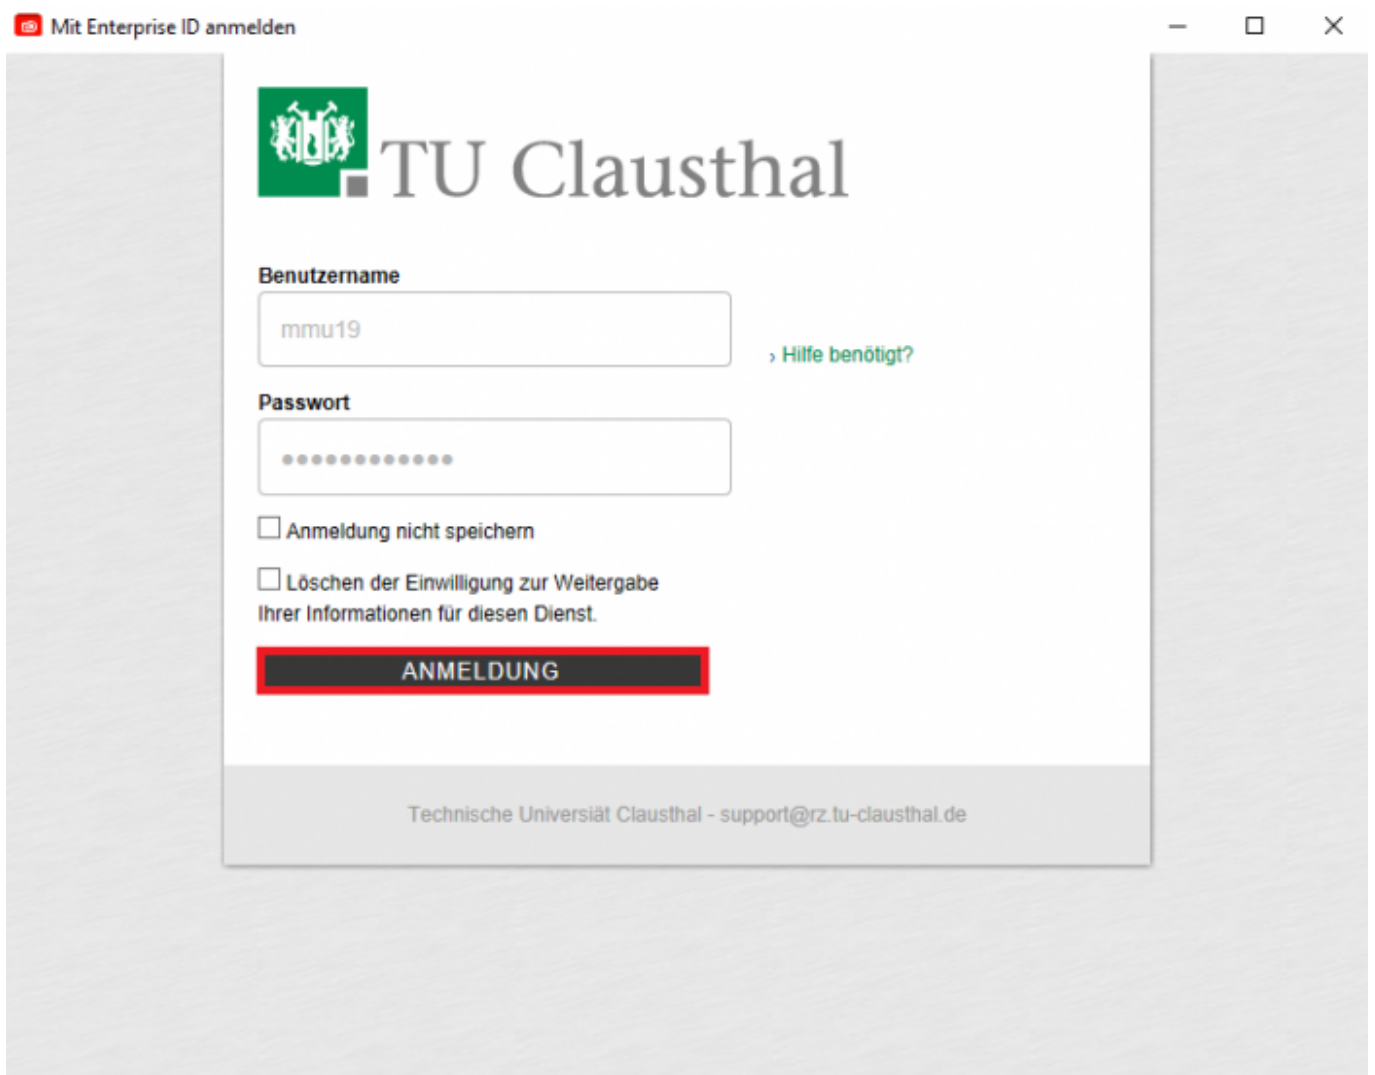 Mit Enterprise ID anmelden
TU Clausthal
Benutzername
mmu19
› Hilfe benötigt?
Passwort
●●●●●●●●●●●●
Anmeldung nicht speichern
Löschen der Einwilligung zur Weitergabe
Ihrer Informationen für diesen Dienst.
ANMELDUNG
Technische Universiät Clausthal - support@rz.tu-clausthal.de